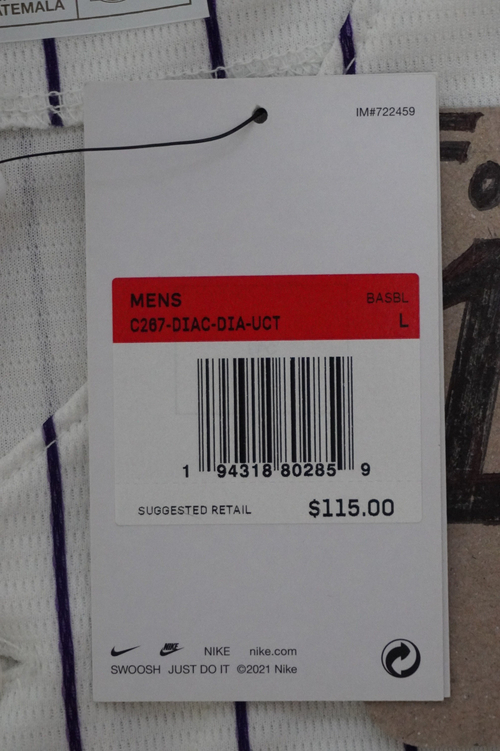 ATEMALA
IM#722459
MENS
BASBL
C267-DIAC-DIA-UCT
L
1 94318 80285 9
SUGGESTED RETAIL
$115.00
NIKE
NIKE nike.com
SWOOSH JUST DO IT ©2021 Nike